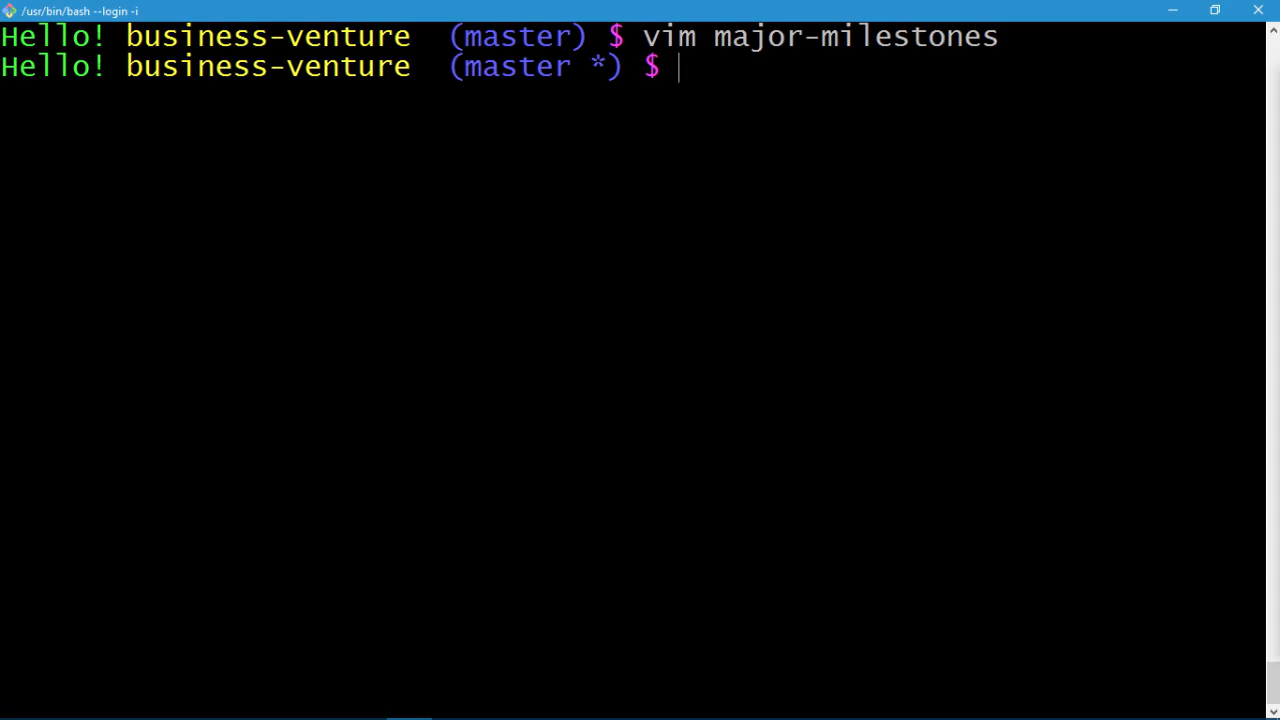 /usr/bin/bash --login -i
Hello! business-venture  (master) $ vim major-milestones
Hello! business-venture  (master *) $